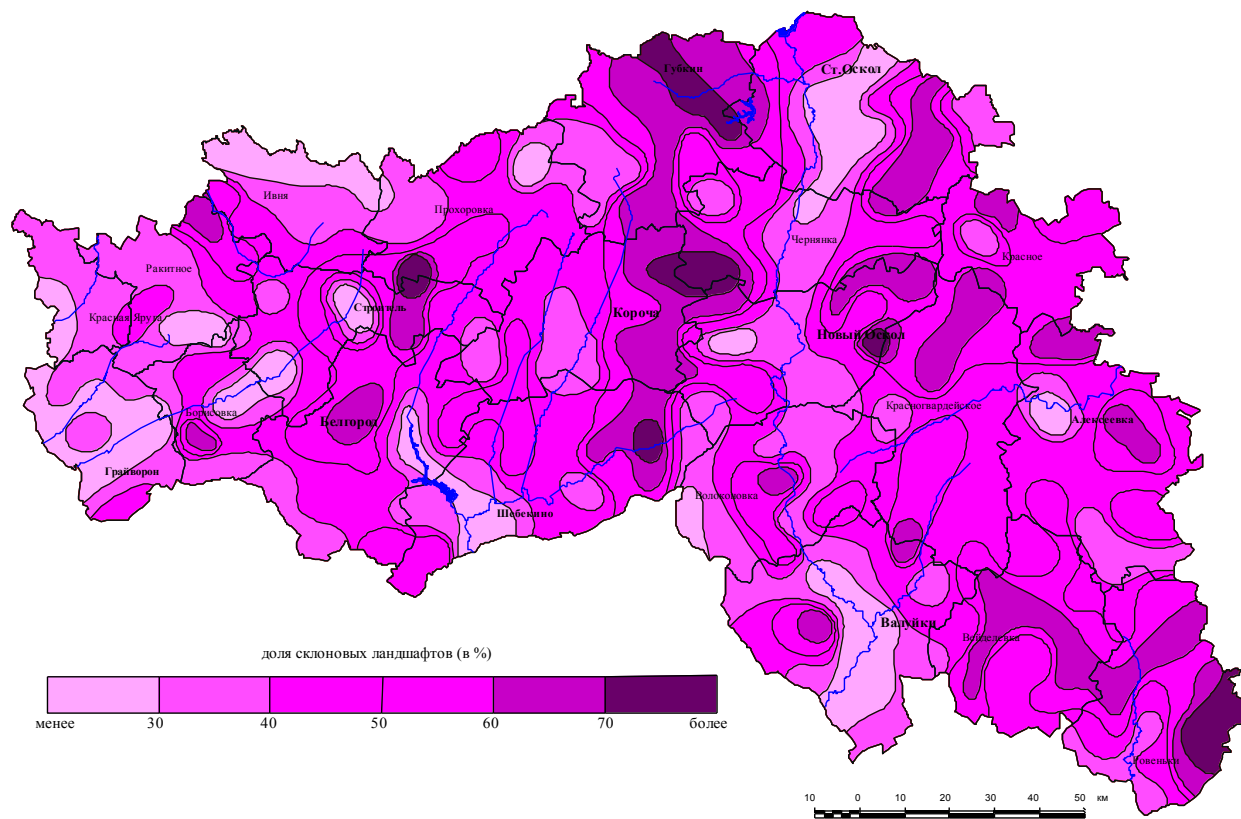 Губкин
Ст.Оскол
Ивня
Прохоровка
Чернянка
Красное
Ракитное
Красная Яруга
Строитель
Короча
Новый Оскол
Борисовка
Белгород
Красногвардейское
Алексеевка
Грайворон
Волоконовка
Шебекино
Валуйки
Вейделевка
Ровеньки
доля склоновых ландшафтов (в %)
менее 30 40 50 60 70 более
10 0 10 20 30 40 50 км